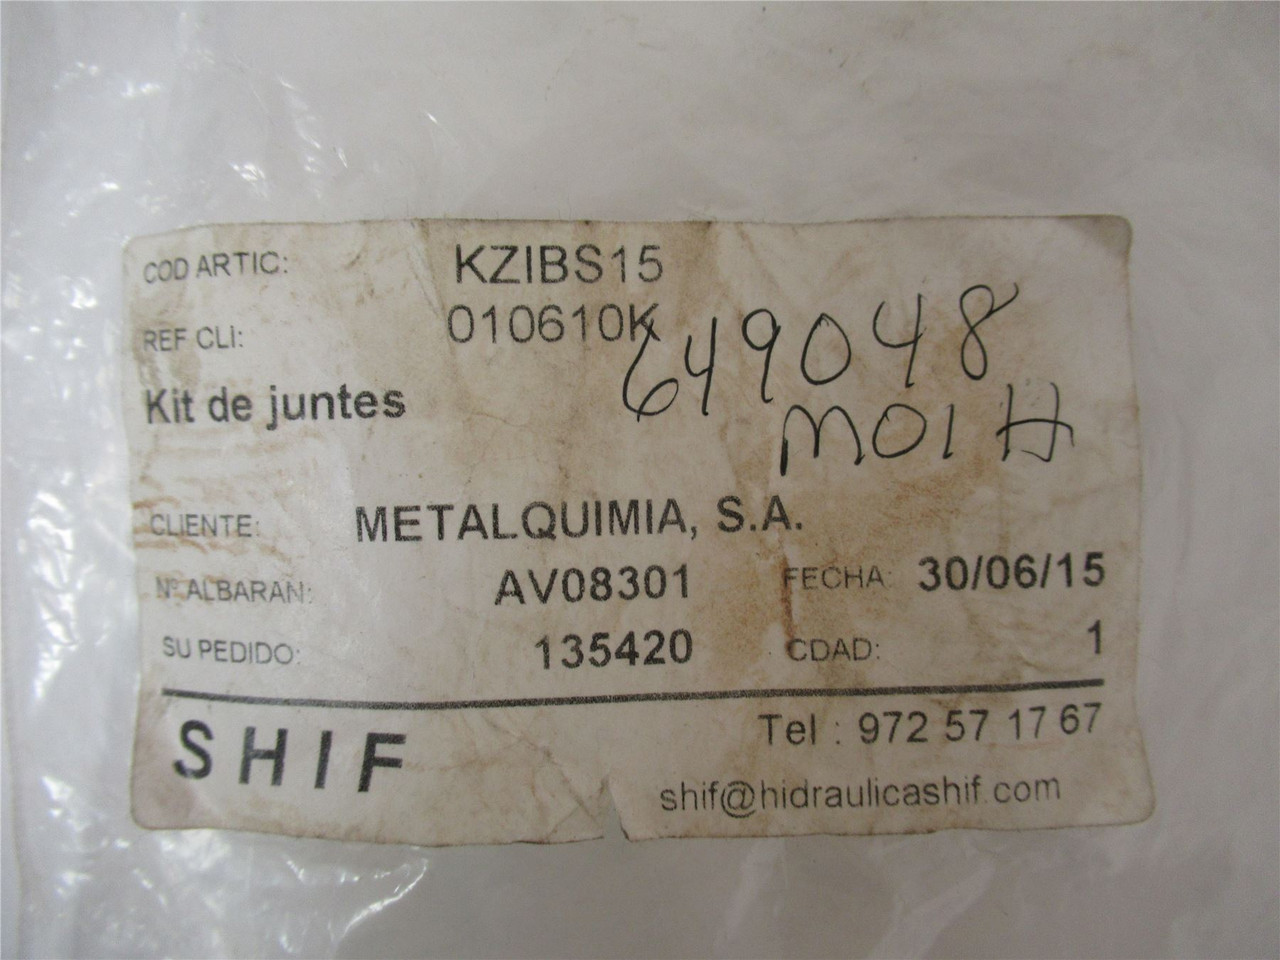 COD ARTIC: KZIBS15
REF CLI: 010610K
649048
M01H
Kit de juntes
CLIENTE: METALQUIMIA, S.A.
Nº ALBARAN: AV08301 FECHA: 30/06/15
SU PEDIDO: 135420 CDAD: 1
SHIF
Tel : 972 57 17 67
shif@hidraulicashif.com